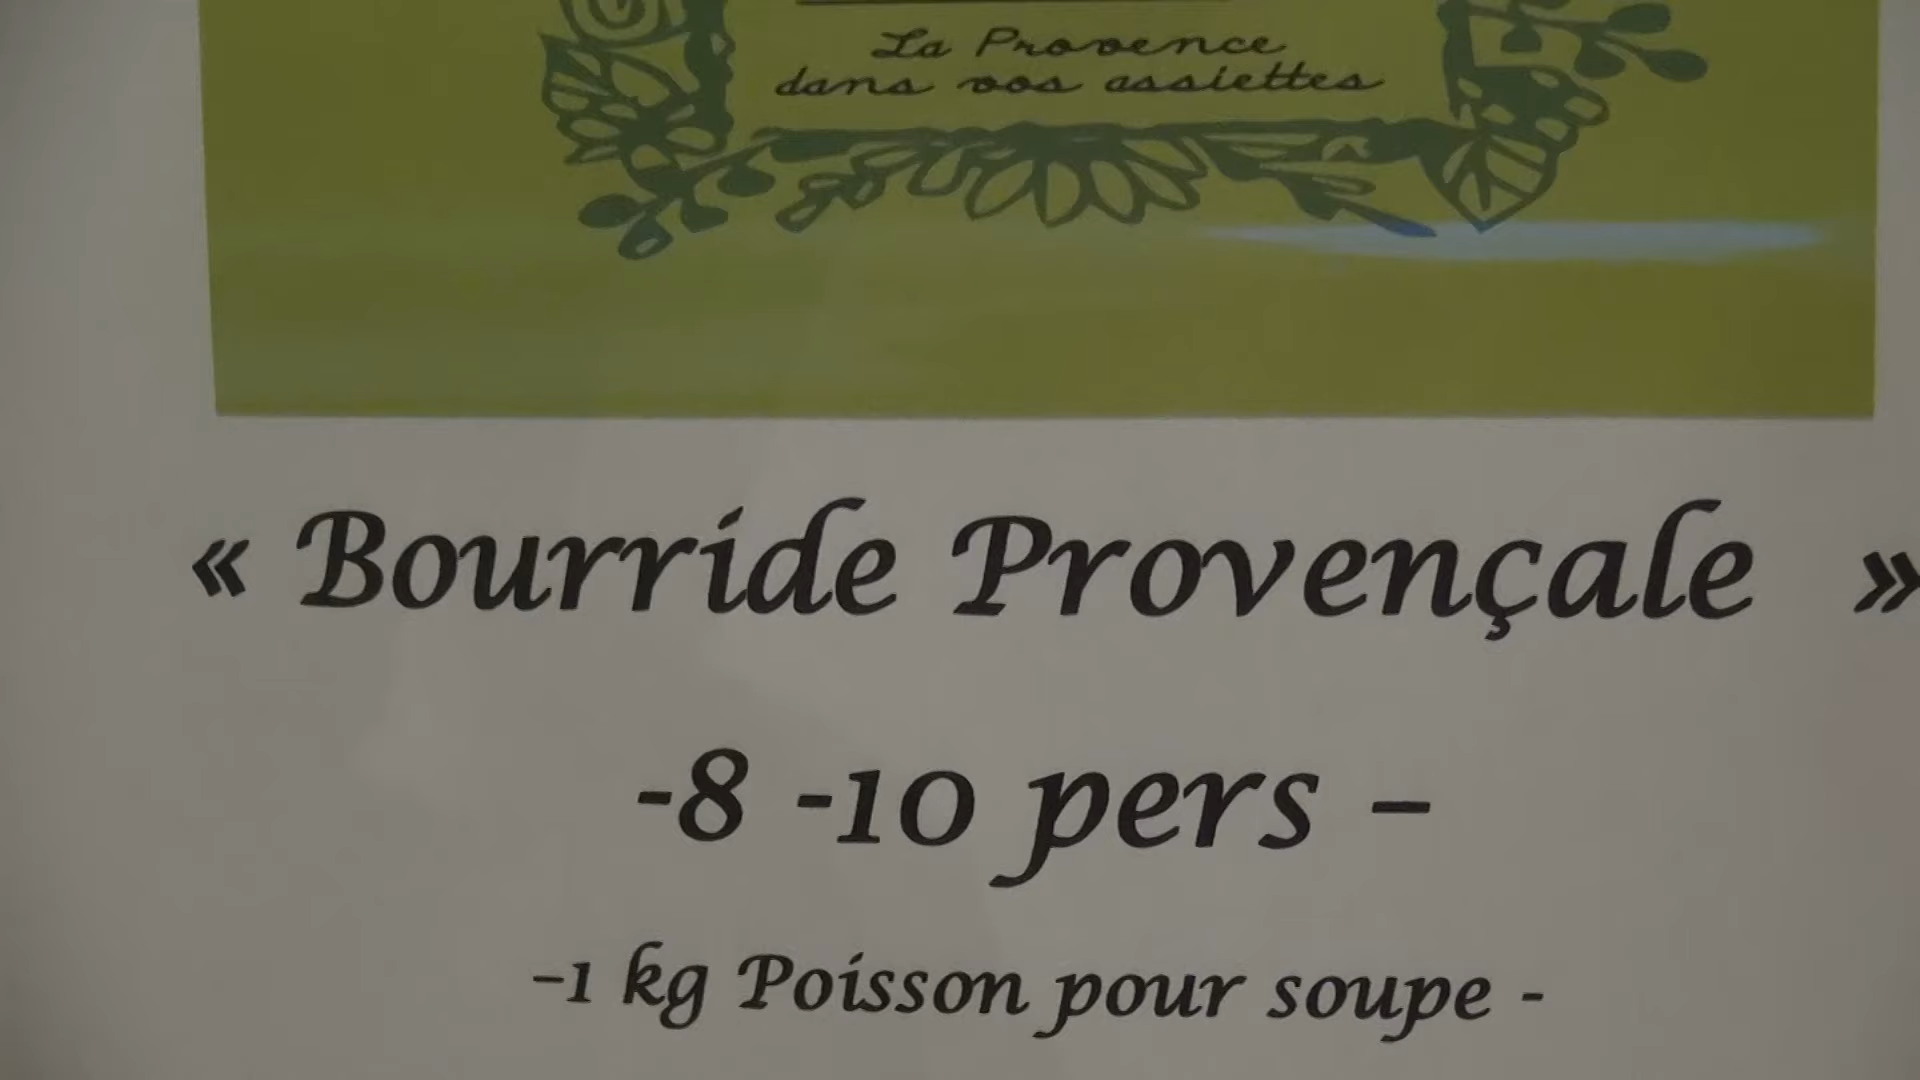 La Provence
dans vos assiettes
« Bourride Provençale »
-8 -10 pers –
–1 kg Poisson pour soupe -